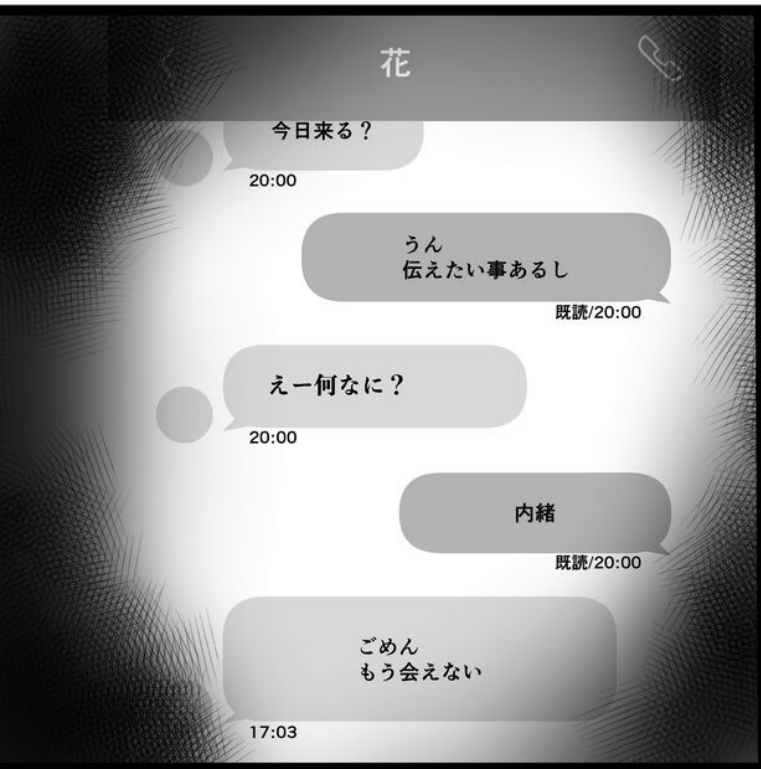 花
今日来る？
20:00
うん
伝えたい事あるし
既読/20:00
えー何なに？
20:00
内緒
既読/20:00
ごめん
もう会えない
17:03